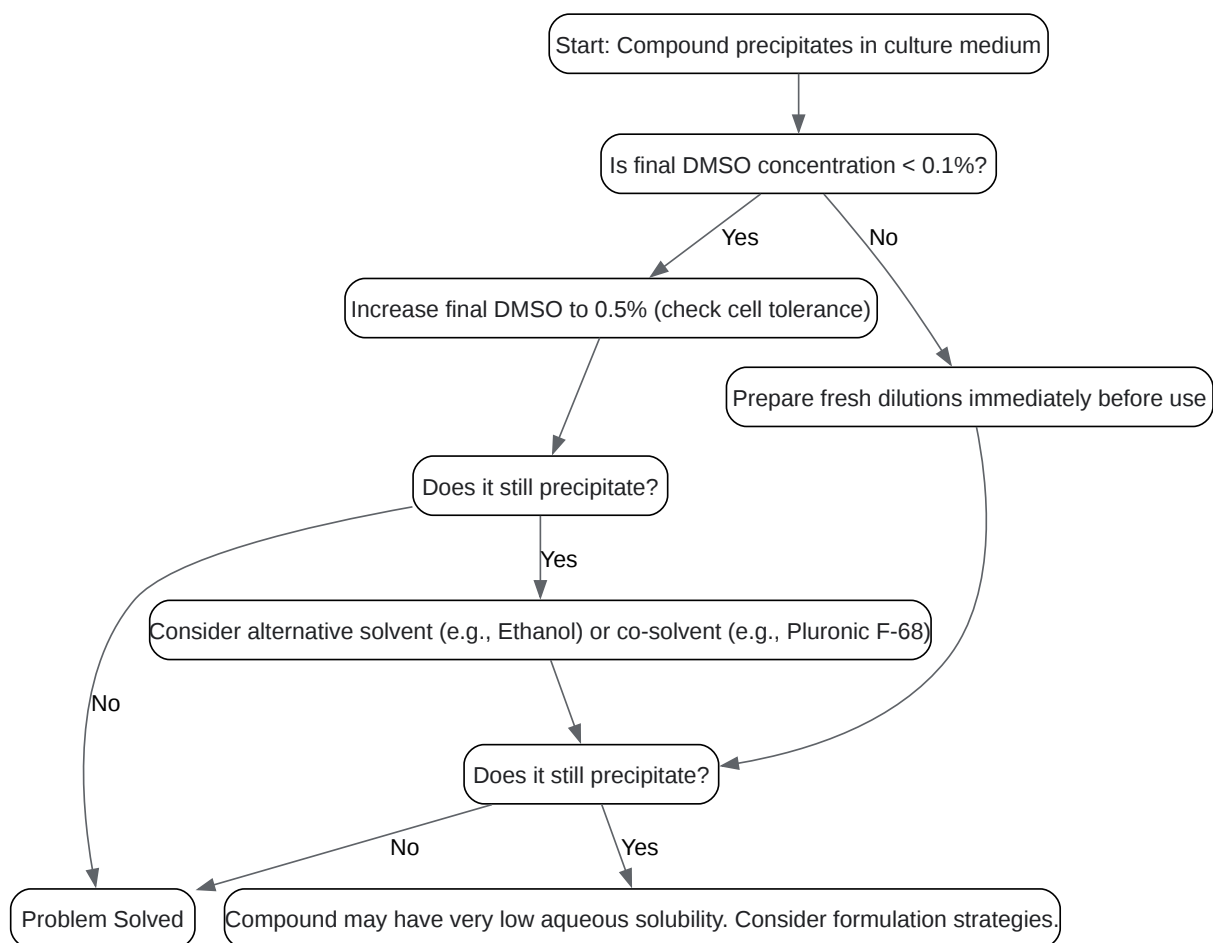 Start: Compound precipitates in culture medium
Is final DMSO concentration < 0.1%?
Yes
No
Increase final DMSO to 0.5% (check cell tolerance)
Prepare fresh dilutions immediately before use
Does it still precipitate?
Yes
Consider alternative solvent (e.g., Ethanol) or co-solvent (e.g., Pluronic F-68)
No
Does it still precipitate?
No
Yes
Problem Solved
Compound may have very low aqueous solubility. Consider formulation strategies.